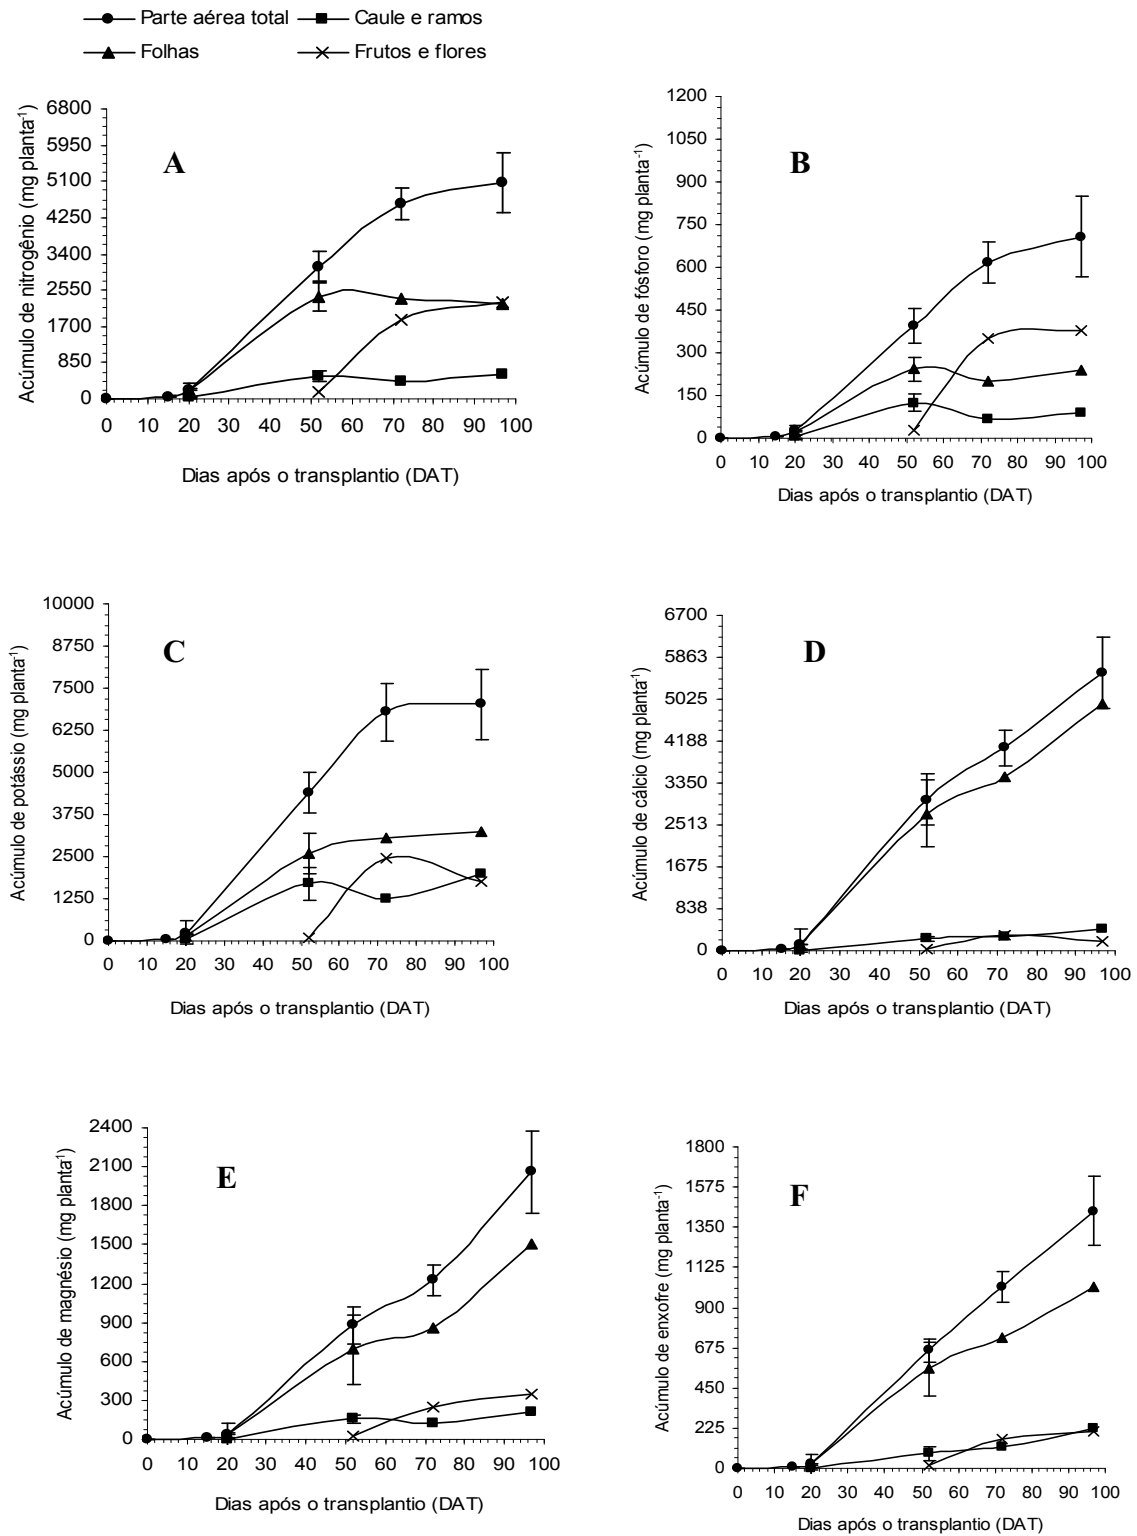 Parte aérea total
Caule e ramos
Folhas
Frutos e flores
A
Acúmulo de nitrogênio (mg planta-1)
6800
5950
5100
4250
3400
2550
1700
850
0
0 10 20 30 40 50 60 70 80 90 100
Dias após o transplantio (DAT)
B
Acúmulo de fósforo (mg planta-1)
1200
1050
900
750
600
450
300
150
0
0 10 20 30 40 50 60 70 80 90 100
Dias após o transplantio (DAT)
C
Acúmulo de potássio (mg planta-1)
10000
8750
7500
6250
5000
3750
2500
1250
0
0 10 20 30 40 50 60 70 80 90 100
Dias após o transplantio (DAT)
D
Acúmulo de cálcio (mg planta-1)
6700
5863
5025
4188
3350
2513
1675
838
0
0 10 20 30 40 50 60 70 80 90 100
Dias após o transplantio (DAT)
E
Acúmulo de magnésio (mg planta-1)
2400
2100
1800
1500
1200
900
600
300
0
0 10 20 30 40 50 60 70 80 90 100
Dias após o transplantio (DAT)
F
Acúmulo de enxofre (mg planta-1)
1800
1575
1350
1125
900
675
450
225
0
0 10 20 30 40 50 60 70 80 90 100
Dias após o transplantio (DAT)